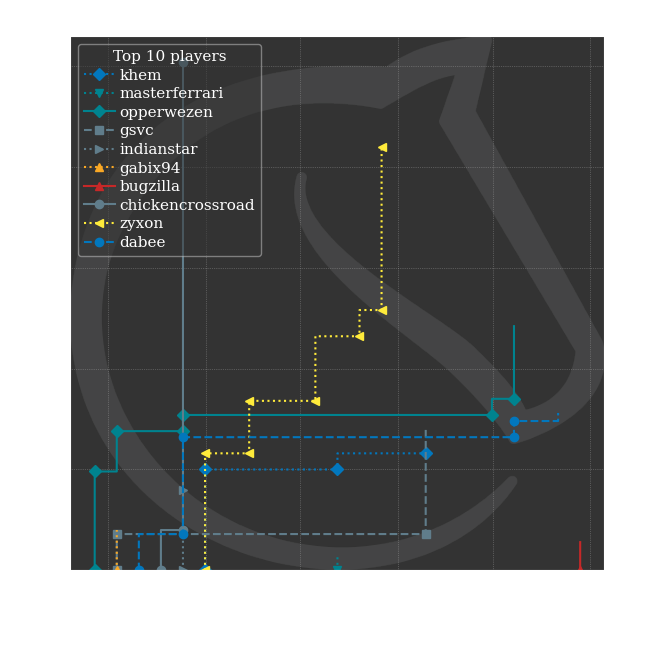 Top 10 players
khem
masterferrari
opperwezen
gsvc
indianstar
gabix94
bugzilla
chickencrossroad
zyxon
dabee